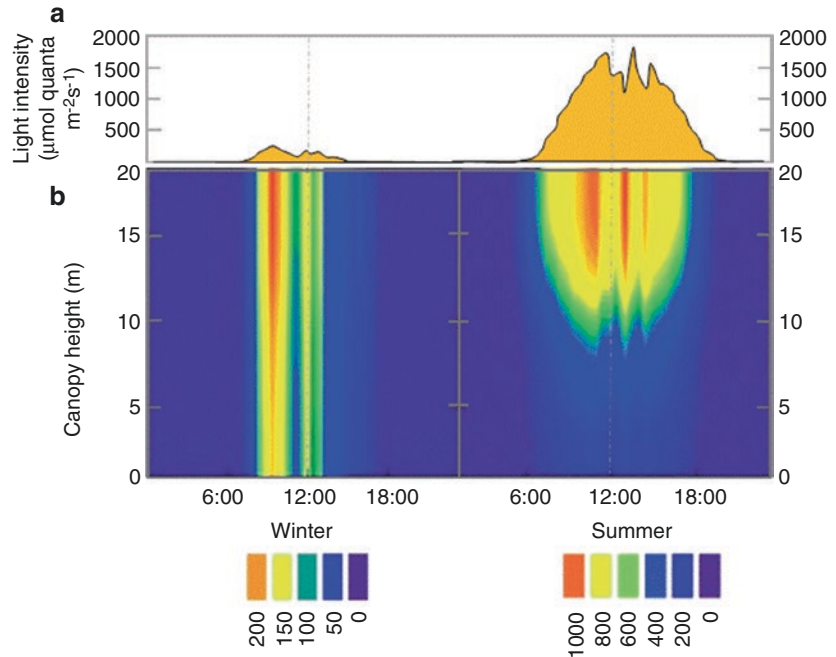 a
Light intensity
(μmol quanta
m-2s-1)
2000
1500
1000
500
2000
1500
1000
500
b
Canopy height (m)
20
15
10
5
0
20
15
10
5
0
6:00 12:00 18:00 6:00 12:00 18:00
Winter Summer
200 150 100 50 0
1000 800 600 400 200 0